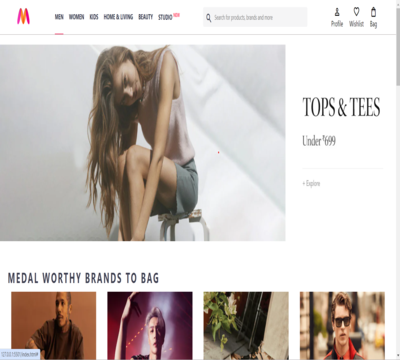 MEN WOMEN KIDS HOME & LIVING BEAUTY STUDIO NEW
Search for products, brands and more
Profile Wishlist Bag
TOPS & TEES
Under ₹699
+ Explore
MEDAL WORTHY BRANDS TO BAG